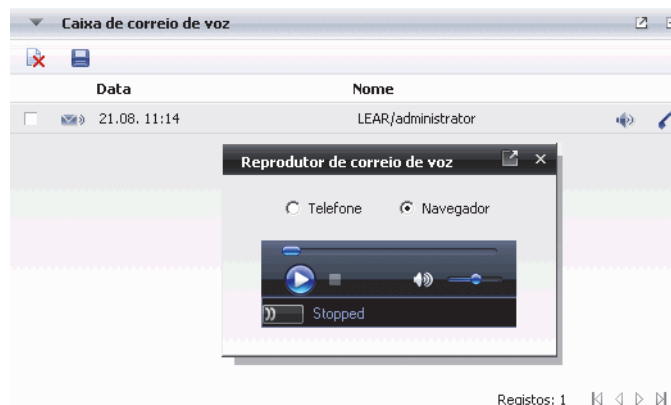 Caixa de correio de voz
Data Nome
21.08. 11:14 LEAR/administrator
Reprodutor de correio de voz
Telefone Navegador
Stopped
Registos: 1